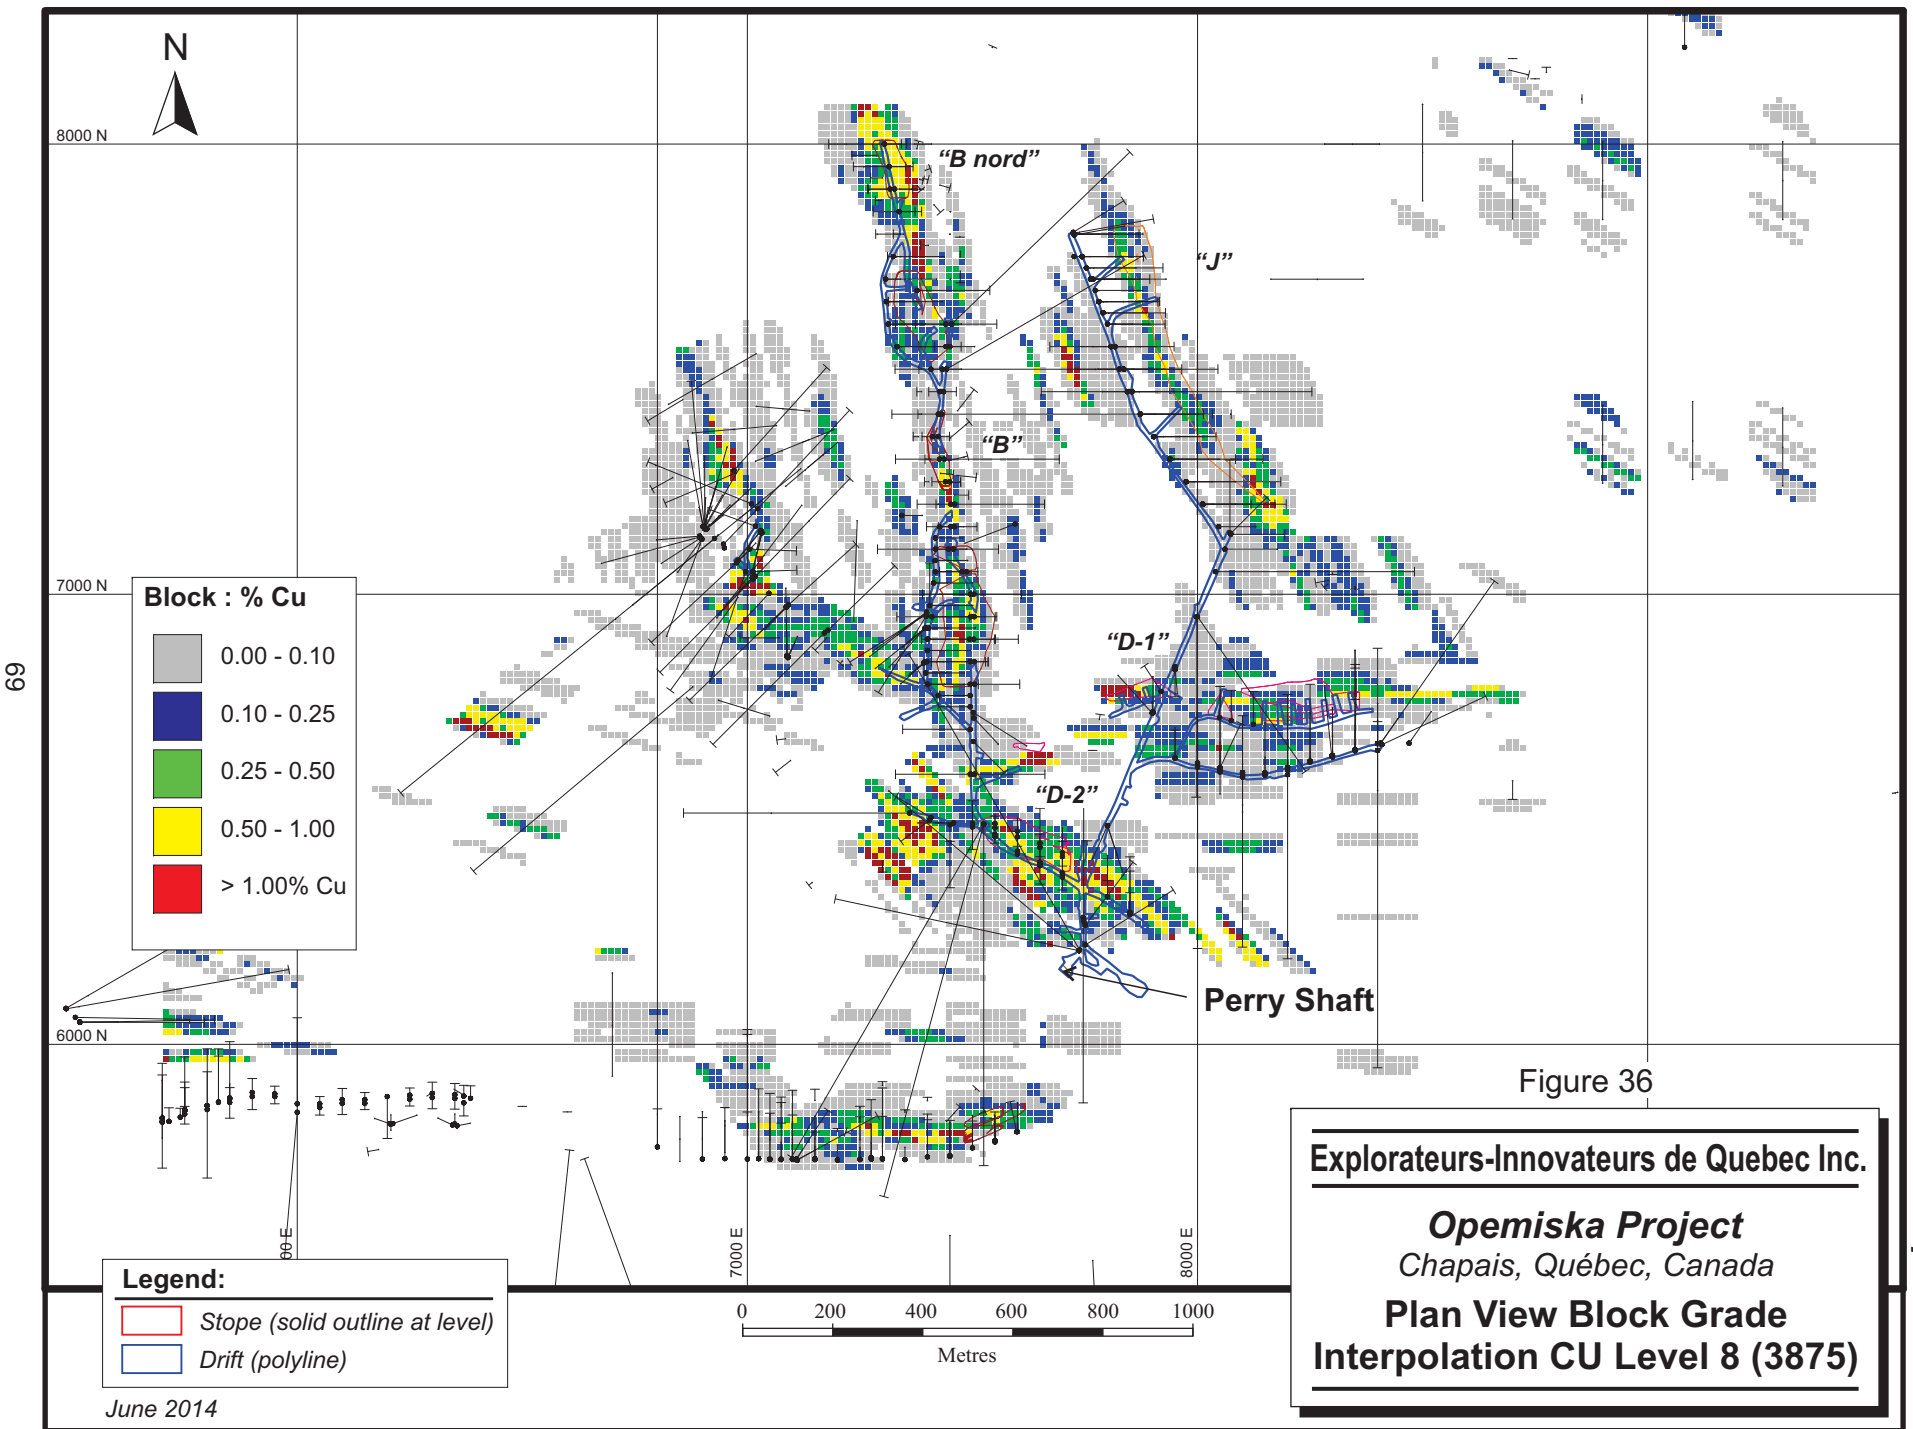 N
8000 N
"B nord"
"J"
"B"
7000 N
Block : % Cu
0.00 - 0.10
0.10 - 0.25
0.25 - 0.50
0.50 - 1.00
> 1.00% Cu
69
"D-1"
"D-2"
Perry Shaft
6000 N
Figure 36
00 E
7000 E
8000 E
Explorateurs-Innovateurs de Quebec Inc.
Opemiska Project
Chapais, Québec, Canada
Plan View Block Grade
Interpolation CU Level 8 (3875)
Legend:
Stope (solid outline at level)
Drift (polyline)
0 200 400 600 800 1000
Metres
June 2014